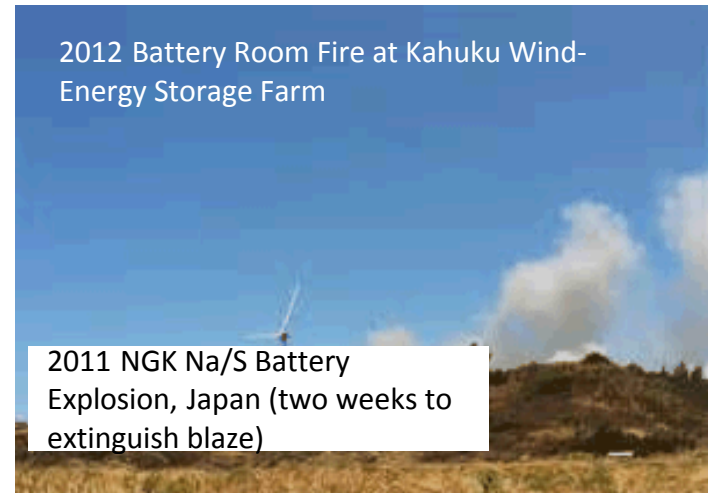 2012 Battery Room Fire at Kahuku Wind-
Energy Storage Farm
2011 NGK Na/S Battery
Explosion, Japan (two weeks to
extinguish blaze)